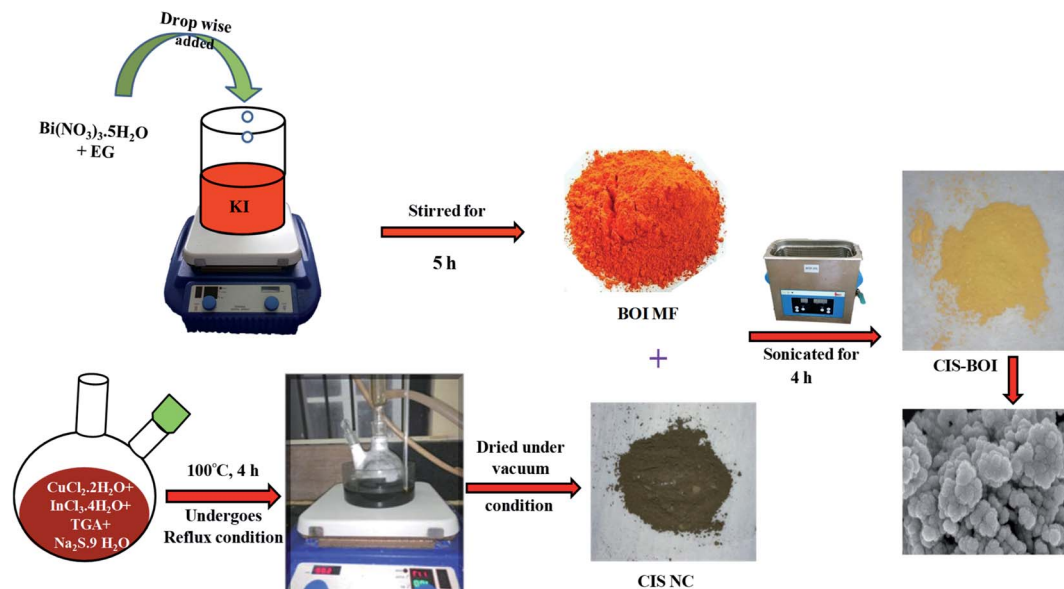 Drop wise
added
Bi(NO₃)₃.5H₂O
+ EG
KI
Stirred for
5 h
BOI MF
+
Sonicated for
4 h
CIS-BOI
CuCl₂.2H₂O+
InCl₃.4H₂O+
TGA+
Na₂S.9 H₂O
100°C, 4 h
Undergoes
Reflux condition
Dried under
vacuum
condition
CIS NC